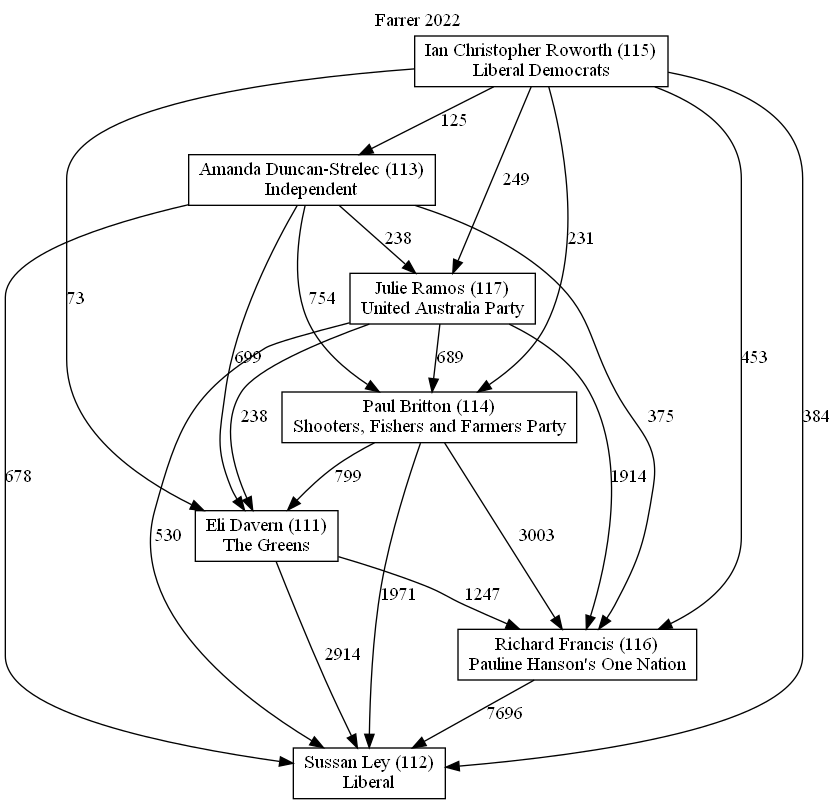 Farrer 2022
Ian Christopher Roworth (115)
Liberal Democrats
125
Amanda Duncan-Strelec (113)
Independent
249
238
231
Julie Ramos (117)
United Australia Party
73
754
699
689
453
Paul Britton (114)
Shooters, Fishers and Farmers Party
238
375
384
678
799
1914
Eli Davern (111)
The Greens
530
3003
1971
1247
Richard Francis (116)
Pauline Hanson's One Nation
2914
7696
Sussan Ley (112)
Liberal